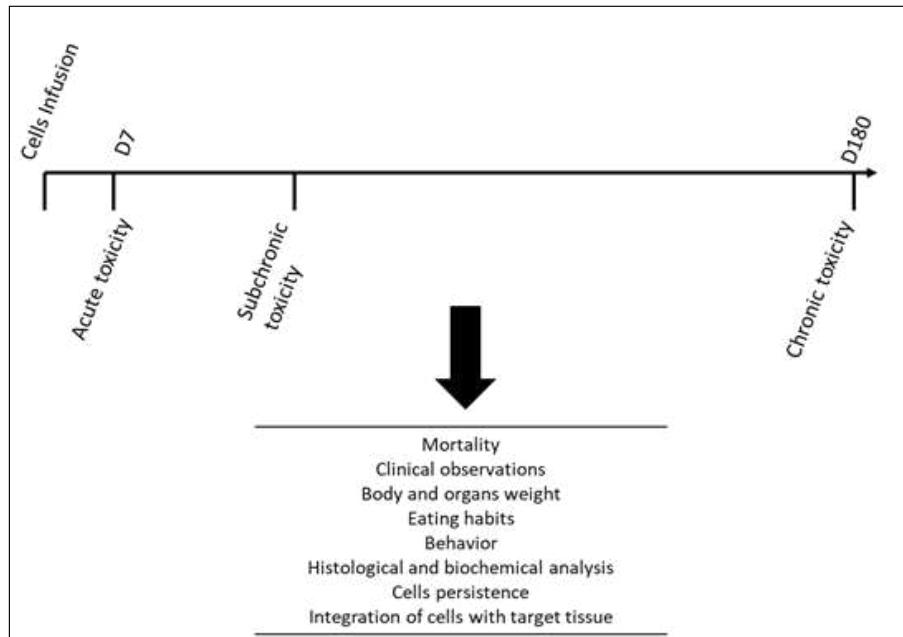 Cells Infusion
D7
D180
Acute toxicity
Subchronic
toxicity
Chronic toxicity
Mortality
Clinical observations
Body and organs weight
Eating habits
Behavior
Histological and biochemical analysis
Cells persistence
Integration of cells with target tissue